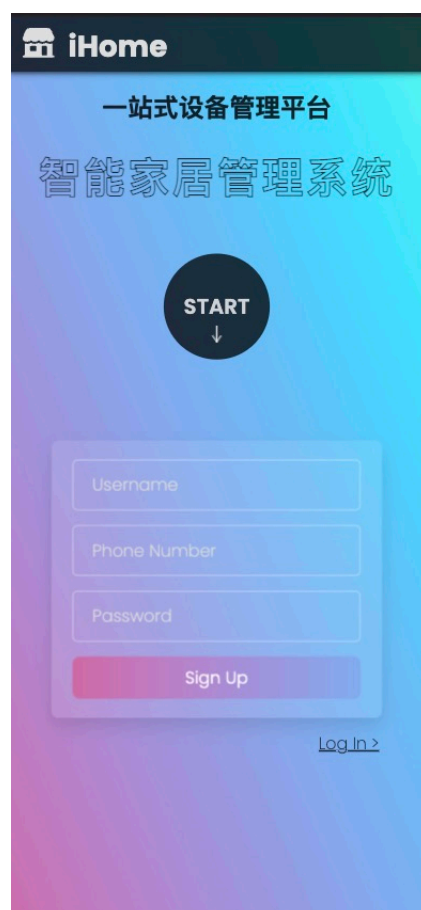 iHome
一站式设备管理平台
智能家居管理系统
START
↓
Username
Phone Number
Password
Sign Up
Log In >